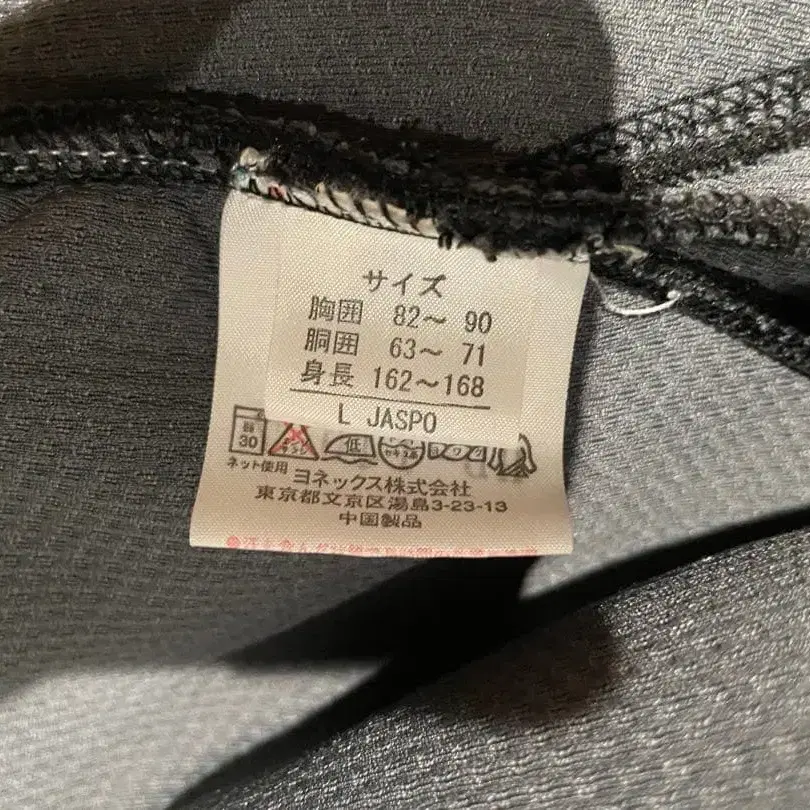 サイズ
胸囲 82～ 90
胴囲 63～ 71
身長 162～168
L JASPO
30 低
ネット使用
ヨネックス株式会社
東京都文京区湯島3-23-13
中国製品